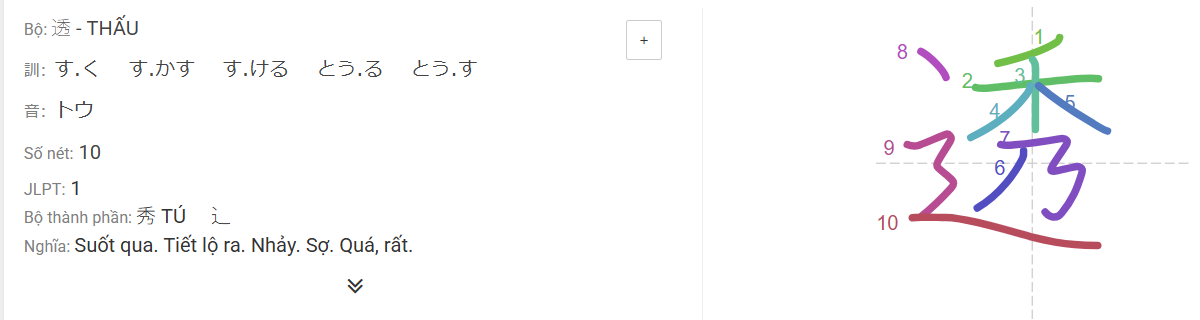 Bộ: 透 - THẤU
+
訓: す.く す.かす す.ける とう.る とう.す
音: トウ
Số nét: 10
JLPT: 1
Bộ thành phần: 秀 TÚ 辶
Nghĩa: Suốt qua. Tiết lộ ra. Nhảy. Sợ. Quá, rất.
透
1
8
2
3
5
4
7
9
6
10